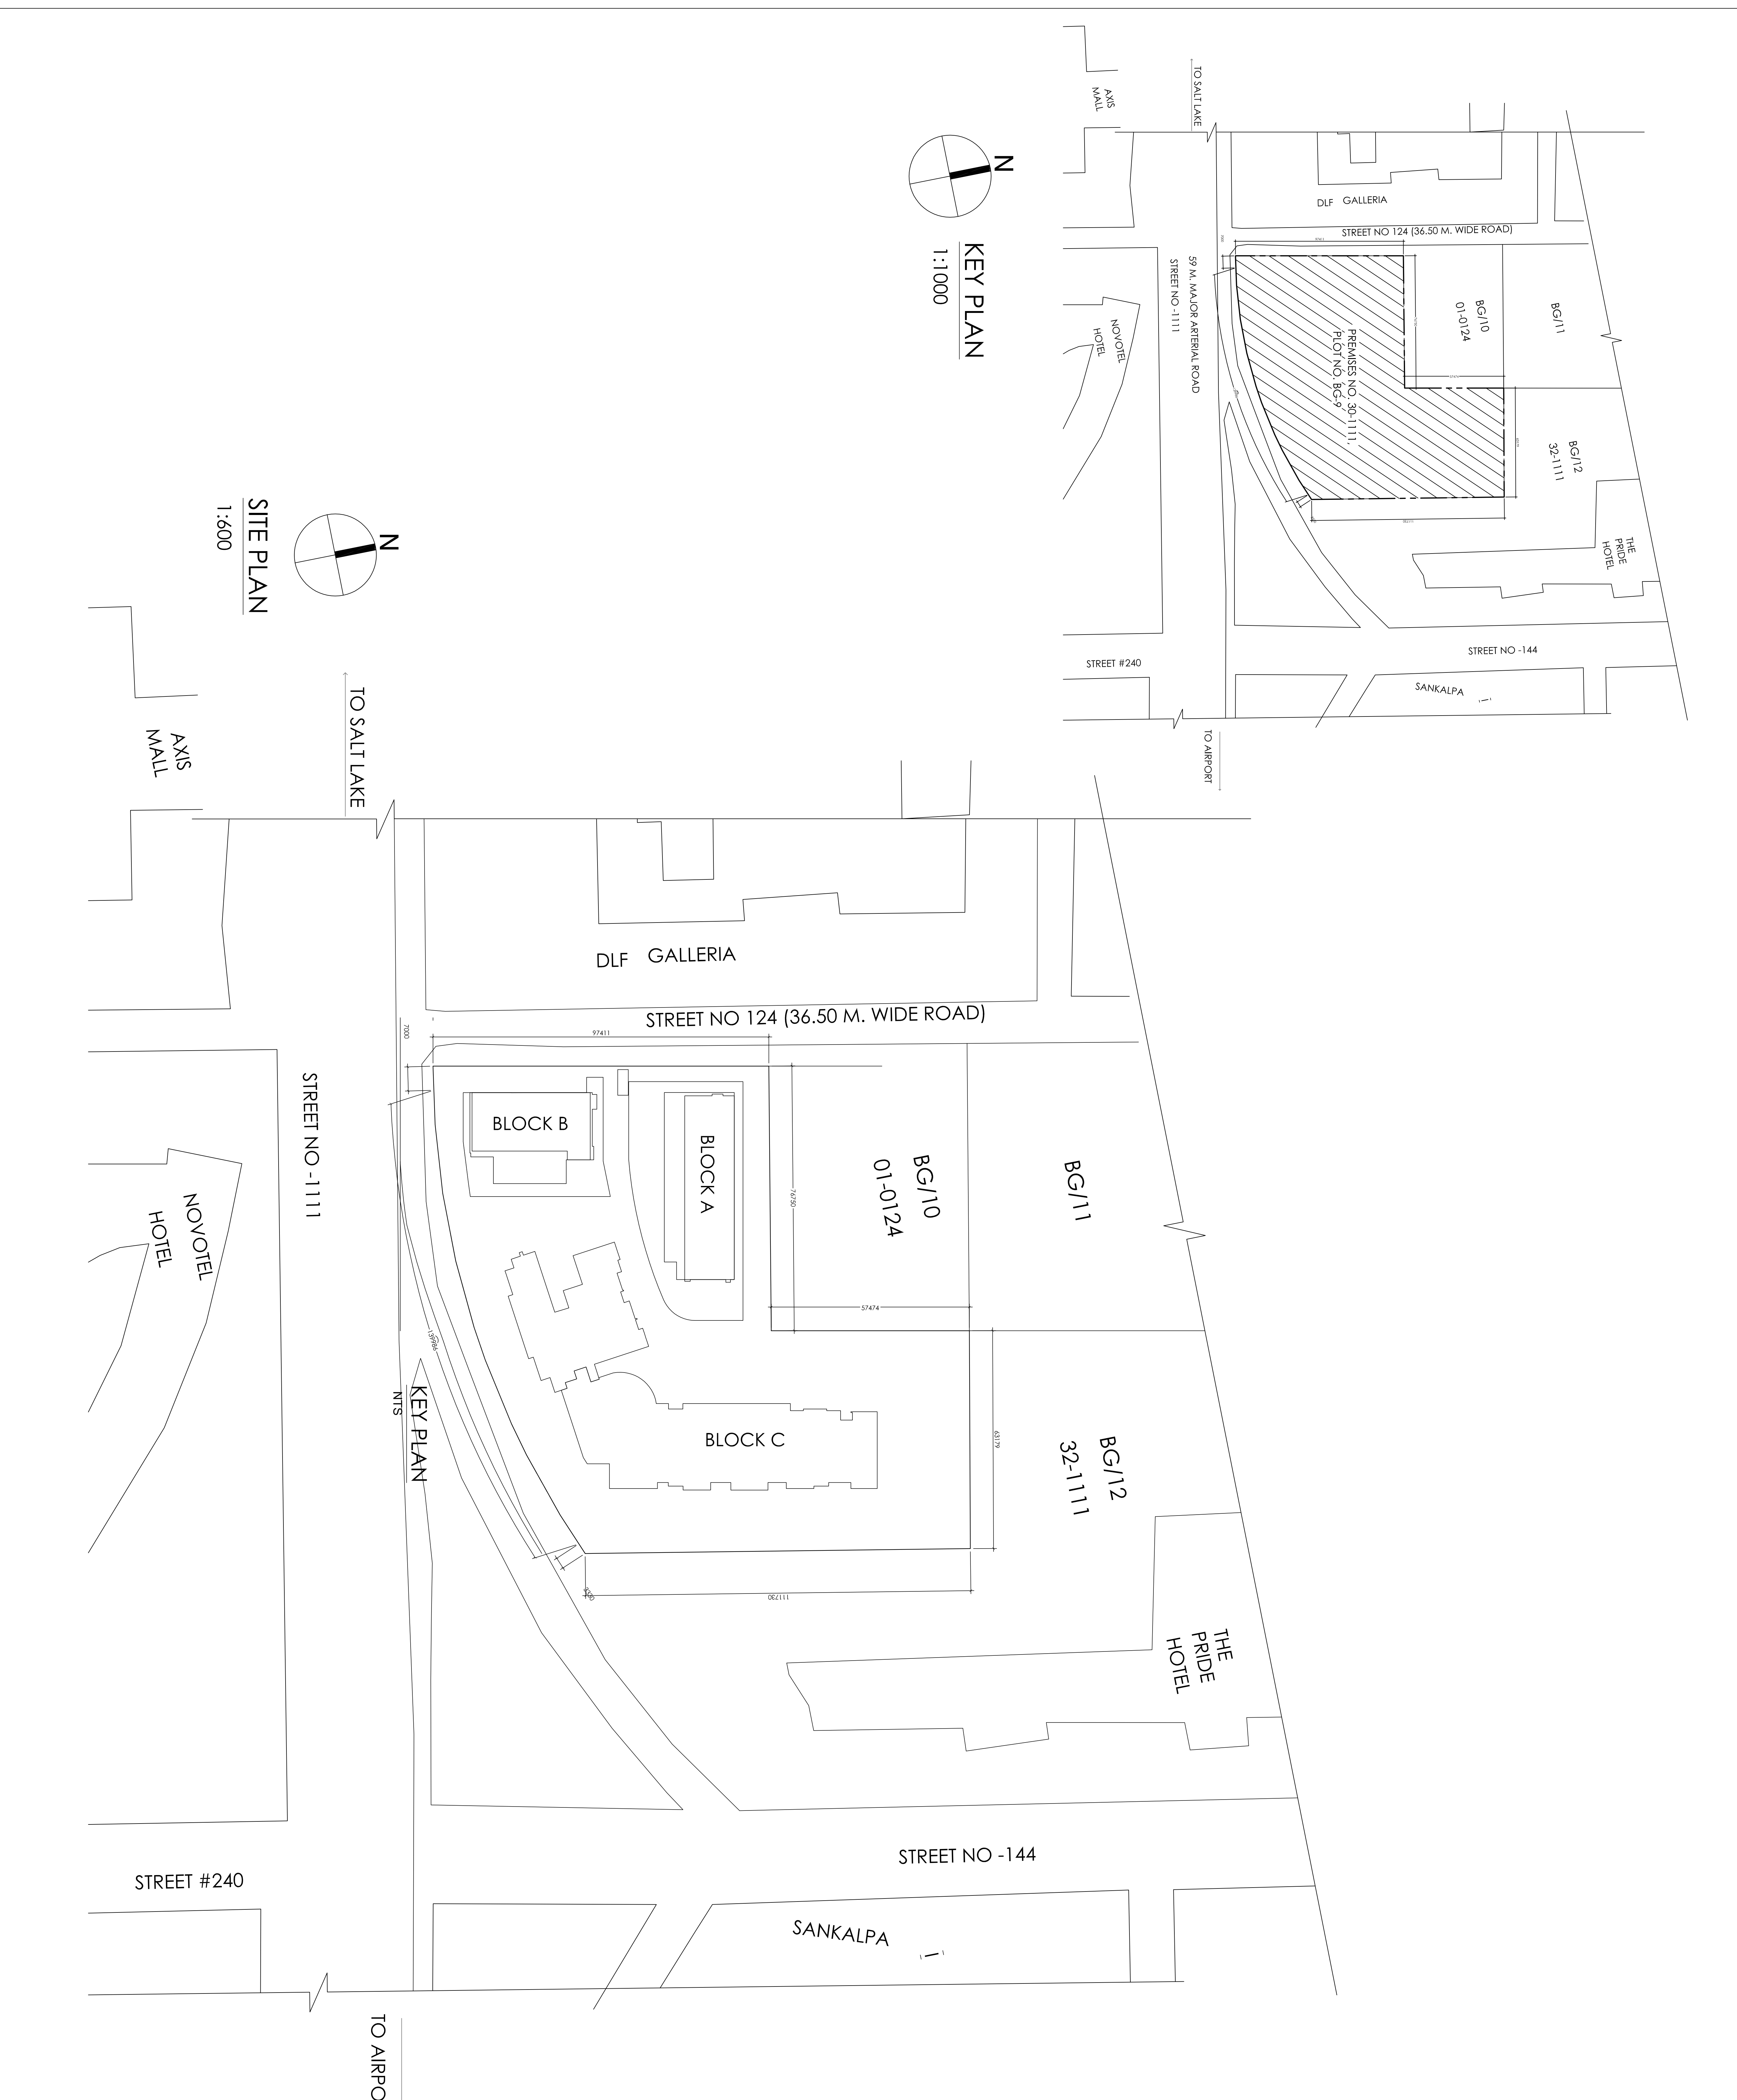 AXIS
MALL
TO SALT LAKE
DLF GALLERIA
STREET NO 124 (36.50 M. WIDE ROAD)
N
KEY PLAN
1:1000
59 M. MAJOR ARTERIAL ROAD
STREET NO -1111
BG/10
01-0124
BG/11
PREMISES NO. 30-1111,
PLOT NO. BG-9
NOVOTEL
HOTEL
BG/12
32-1111
THE
PRIDE
HOTEL
STREET #240
STREET NO -144
SANKALPA
TO AIRPORT
N
SITE PLAN
1:600
TO SALT LAKE
AXIS
MALL
DLF GALLERIA
STREET NO 124 (36.50 M. WIDE ROAD)
7000
97411
STREET NO -1111
BLOCK B
BLOCK A
76750
BG/10
01-0124
BG/11
NOVOTEL
HOTEL
57474
139986
KEY PLAN
NTS
BLOCK C
63179
BG/12
32-1111
111730
THE
PRIDE
HOTEL
STREET #240
STREET NO -144
SANKALPA
TO AIRPO